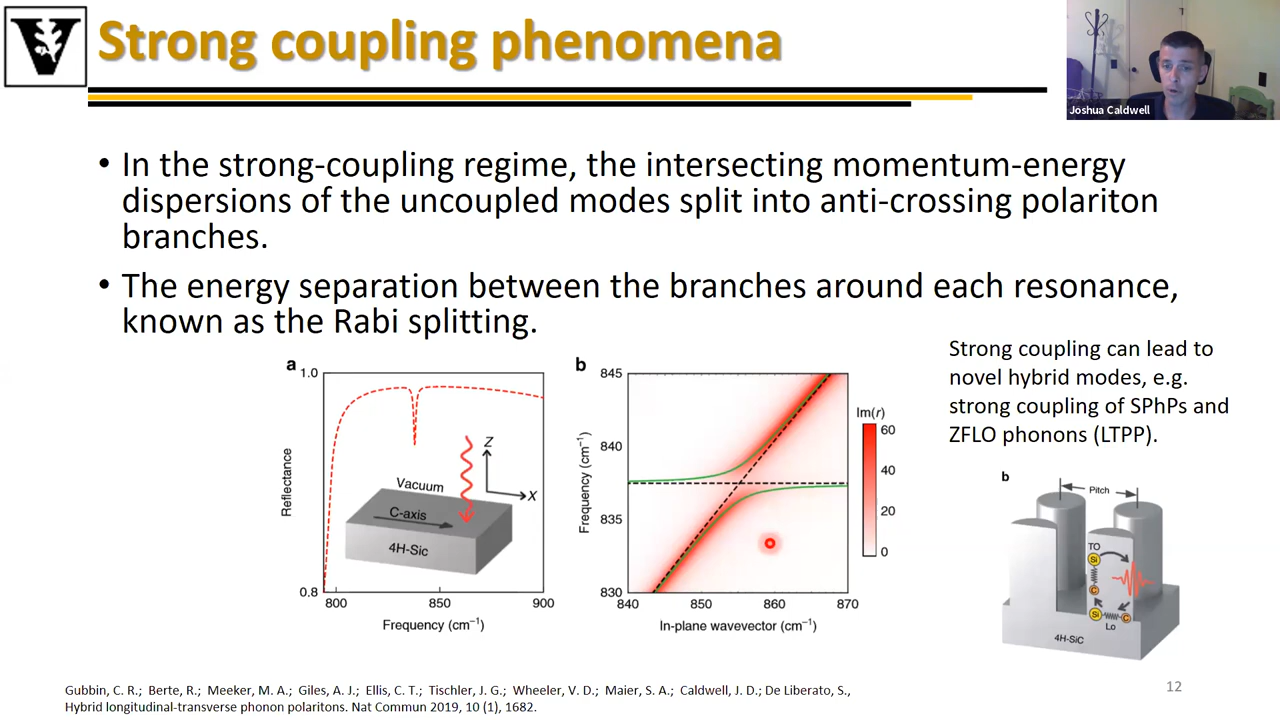 Strong coupling phenomena
Joshua Caldwell
• In the strong-coupling regime, the intersecting momentum-energy
dispersions of the uncoupled modes split into anti-crossing polariton
branches.
• The energy separation between the branches around each resonance,
known as the Rabi splitting.
Strong coupling can lead to
novel hybrid modes, e.g.
strong coupling of SPhPs and
ZFLO phonons (LTPP).
a
1.0
Reflectance
0.8
800
850
900
Frequency (cm⁻¹)
Vacuum
C-axis
4H-Sic
Z
X
b
845
840
835
830
Frequency (cm⁻¹)
840
850
860
870
In-plane wavevector (cm⁻¹)
Im(r)
60
40
20
0
b
Pitch
TO
Si
C
Si
C
Lo
4H-SiC
Gubbin, C. R.; Berte, R.; Meeker, M. A.; Giles, A. J.; Ellis, C. T.; Tischler, J. G.; Wheeler, V. D.; Maier, S. A.; Caldwell, J. D.; De Liberato, S.,
Hybrid longitudinal-transverse phonon polaritons. Nat Commun 2019, 10 (1), 1682.
12